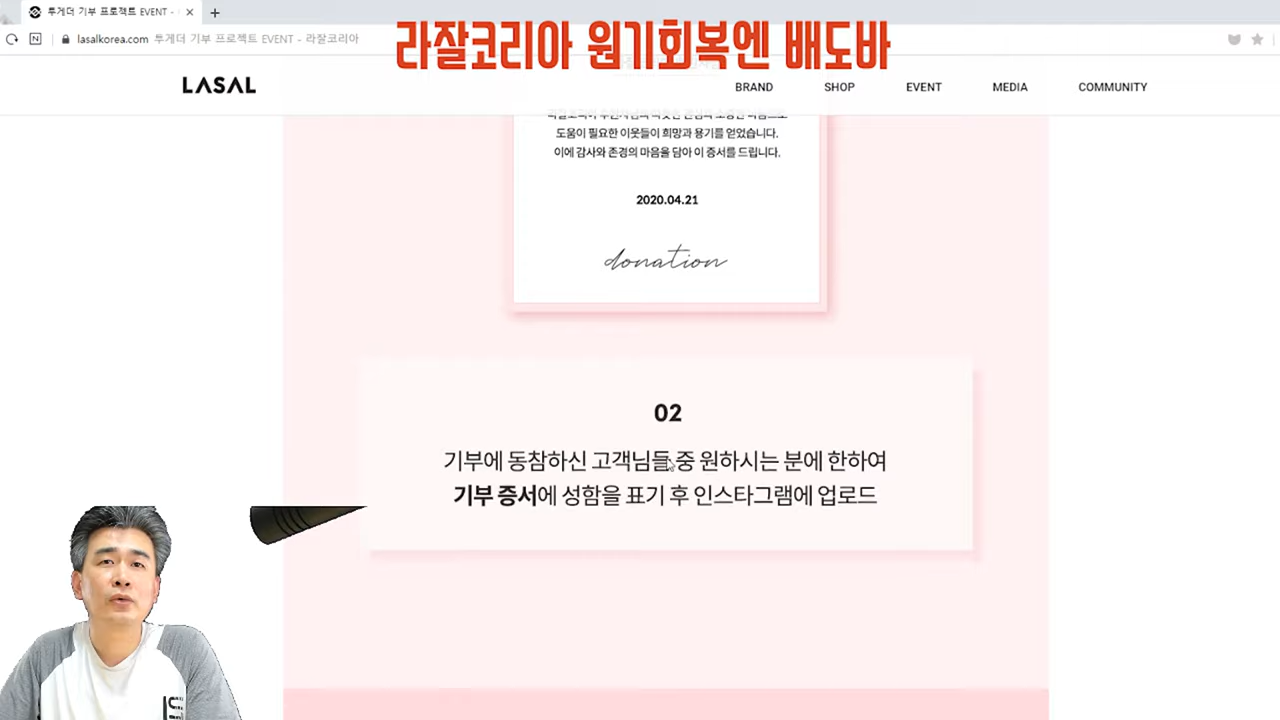 투게더 기부 프로젝트 EVENT -
lasalkorea.com 투게더 기부 프로젝트 EVENT - 라잘코리아
라잘코리아 원기회복엔 배도바
LASAL
BRAND
SHOP
EVENT
MEDIA
COMMUNITY
도움이 필요한 이웃들이 희망과 용기를 얻었습니다.
이에 감사와 존경의 마음을 담아 이 증서를 드립니다.
2020.04.21
donation
02
기부에 동참하신 고객님들 중 원하시는 분에 한하여
기부 증서에 성함을 표기 후 인스타그램에 업로드